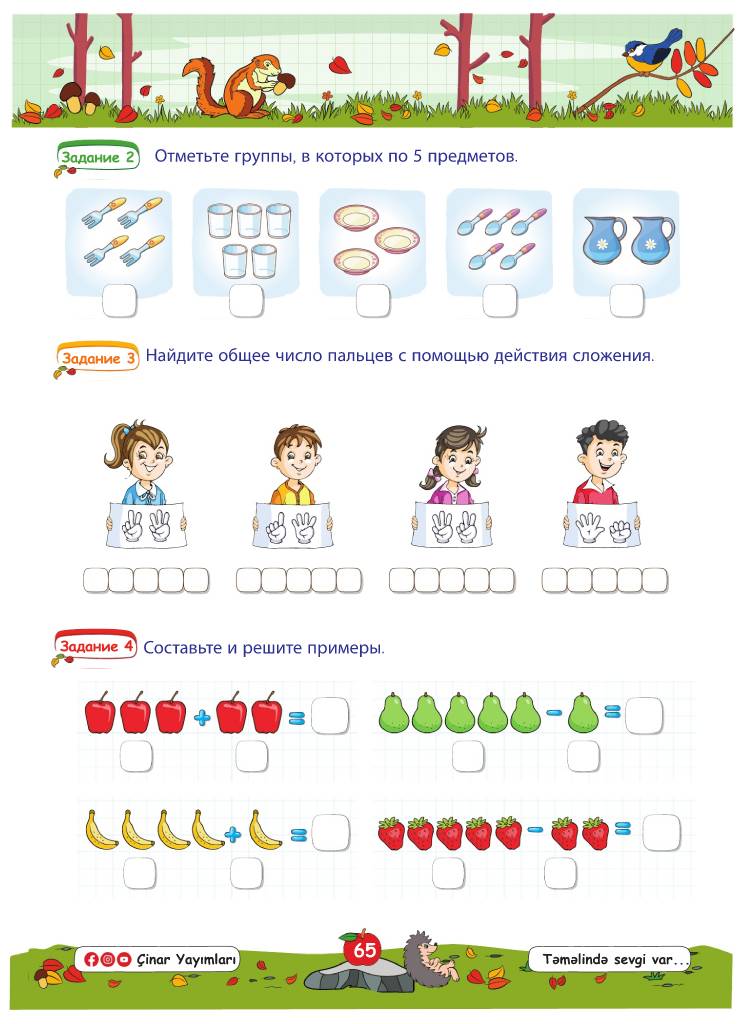 Задание 2
Отметьте группы, в которых по 5 предметов.
Задание 3
Найдите общее число пальцев с помощью действия сложения.
Задание 4
Составьте и решите примеры.
+ =
- =
+ =
- =
Çinar Yayımları
65
Təməlində sevgi var...